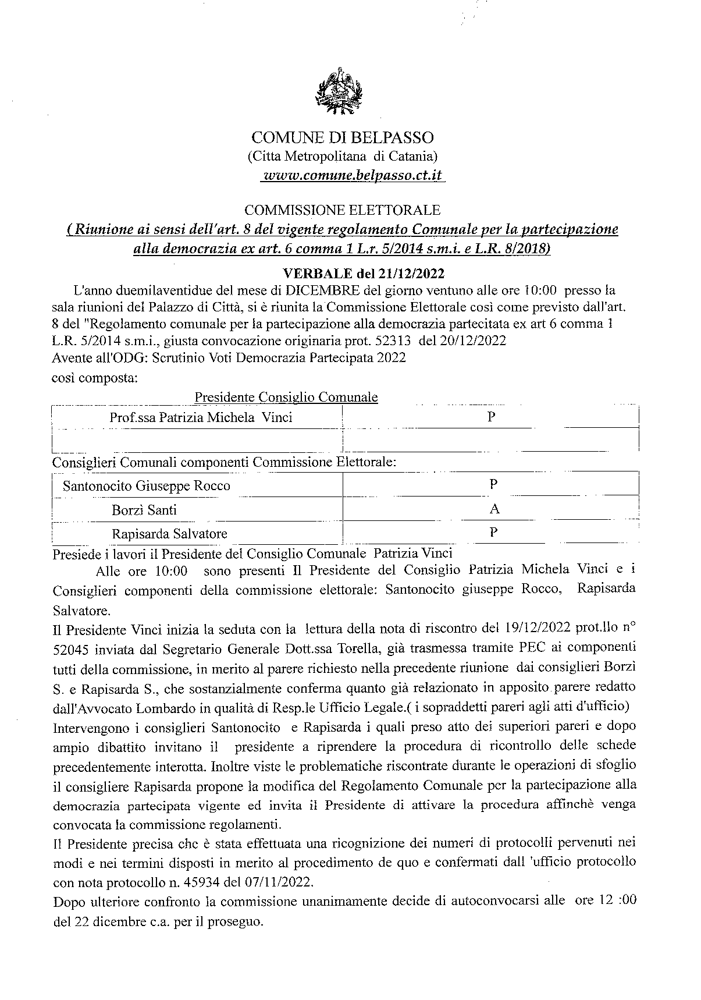 COMUNE DI BELPASSO
(Citta Metropolitana di Catania)
www.comune.belpasso.ct.it
COMMISSIONE ELETTORALE
(Riunione ai sensi dell'art. 8 del vigente regolamento Comunale per la partecipazione
alla democrazia ex art. 6 comma 1 L.r. 5/2014 s.m.i. e L.R. 8/2018)
VERBALE del 21/12/2022
L'anno duemilaventidue del mese di DICEMBRE del giorno ventuno alle ore 10:00 presso la
sala riunioni del Palazzo di Città, si è riunita la Commissione Elettorale così come previsto dall'art.
8 del "Regolamento comunale per la partecipazione alla democrazia partecitata ex art 6 comma 1
L.R. 5/2014 s.m.i., giusta convocazione originaria prot. 52313 del 20/12/2022
Avente all'ODG: Scrutinio Voti Democrazia Partecipata 2022
così composta:
Presidente Consiglio Comunale
Prof.ssa Patrizia Michela Vinci P
Consiglieri Comunali componenti Commissione Elettorale:
Santonocito Giuseppe Rocco P
Borzì Santi A
Rapisarda Salvatore P
Presiede i lavori il Presidente del Consiglio Comunale Patrizia Vinci
Alle ore 10:00 sono presenti Il Presidente del Consiglio Patrizia Michela Vinci e i
Consiglieri componenti della commissione elettorale: Santonocito giuseppe Rocco, Rapisarda
Salvatore.
Il Presidente Vinci inizia la seduta con la lettura della nota di riscontro del 19/12/2022 prot.llo n°
52045 inviata dal Segretario Generale Dott.ssa Torella, già trasmessa tramite PEC ai componenti
tutti della commissione, in merito al parere richiesto nella precedente riunione dai consiglieri Borzì
S. e Rapisarda S., che sostanzialmente conferma quanto già relazionato in apposito parere redatto
dall'Avvocato Lombardo in qualità di Resp.le Ufficio Legale.( i sopraddetti pareri agli atti d'ufficio)
Intervengono i consiglieri Santonocito e Rapisarda i quali preso atto dei superiori pareri e dopo
ampio dibattito invitano il presidente a riprendere la procedura di ricontrollo delle schede
precedentemente interotta. Inoltre viste le problematiche riscontrate durante le operazioni di sfoglio
il consigliere Rapisarda propone la modifica del Regolamento Comunale per la partecipazione alla
democrazia partecipata vigente ed invita il Presidente di attivare la procedura affinchè venga
convocata la commissione regolamenti.
Il Presidente precisa che è stata effettuata una ricognizione dei numeri di protocolli pervenuti nei
modi e nei termini disposti in merito al procedimento de quo e confermati dall 'ufficio protocollo
con nota protocollo n. 45934 del 07/11/2022.
Dopo ulteriore confronto la commissione unanimamente decide di autoconvocarsi alle ore 12 :00
del 22 dicembre c.a. per il proseguo.